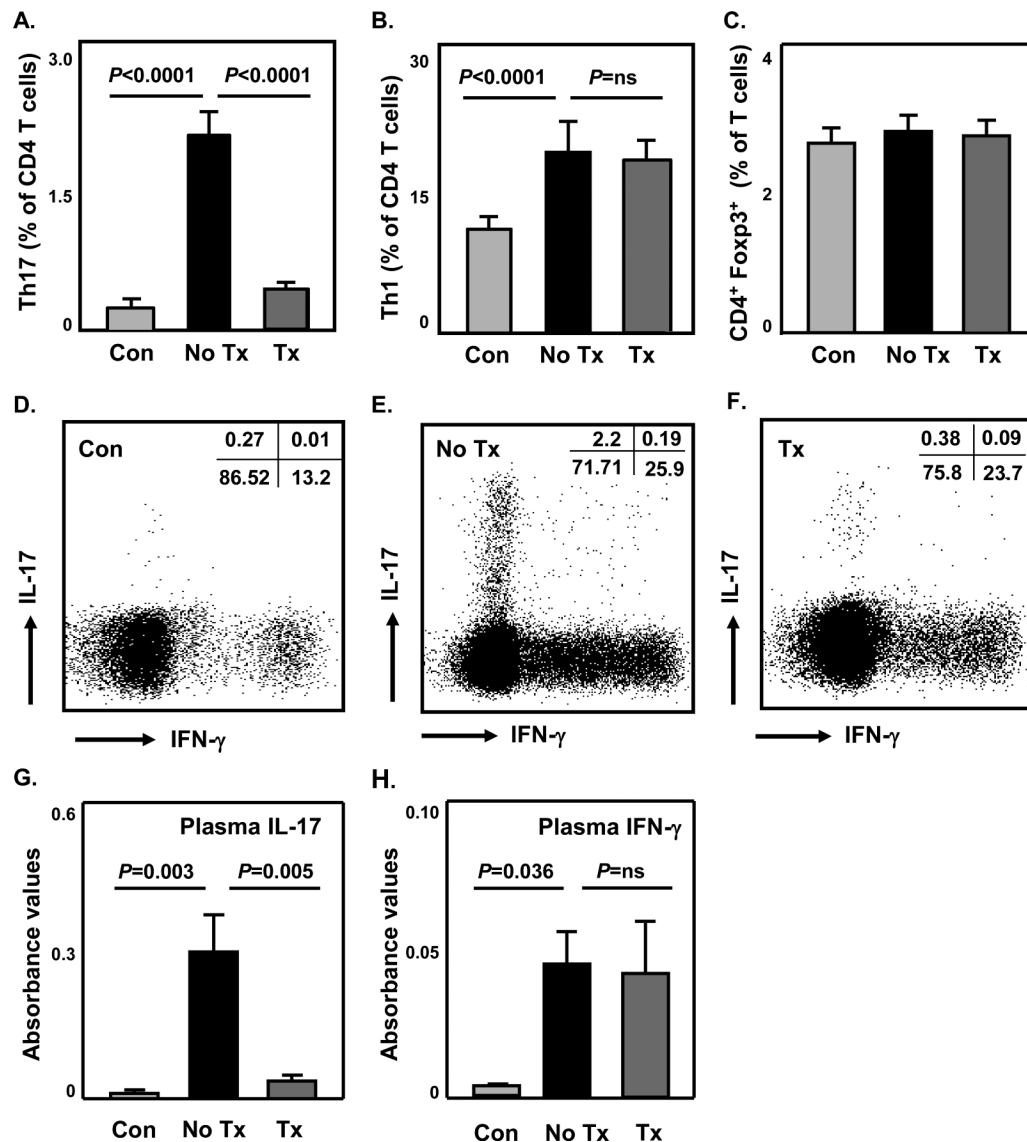 A.
3.0
P<0.0001 P<0.0001
1.5
0
Th17 (% of CD4 T cells)
Con No Tx Tx
B.
30
P<0.0001 P=ns
15
0
Th1 (% of CD4 T cells)
Con No Tx Tx
C.
4
2
0
CD4+ Foxp3+ (% of T cells)
Con No Tx Tx
D.
Con
0.27 0.01
86.52 13.2
IL-17
IFN-γ
E.
No Tx
2.2 0.19
71.71 25.9
IL-17
IFN-γ
F.
Tx
0.38 0.09
75.8 23.7
IL-17
IFN-γ
G.
0.6
Plasma IL-17
P=0.003 P=0.005
0.3
0
Absorbance values
Con No Tx Tx
H.
0.10
Plasma IFN-γ
P=0.036 P=ns
0.05
0
Absorbance values
Con No Tx Tx